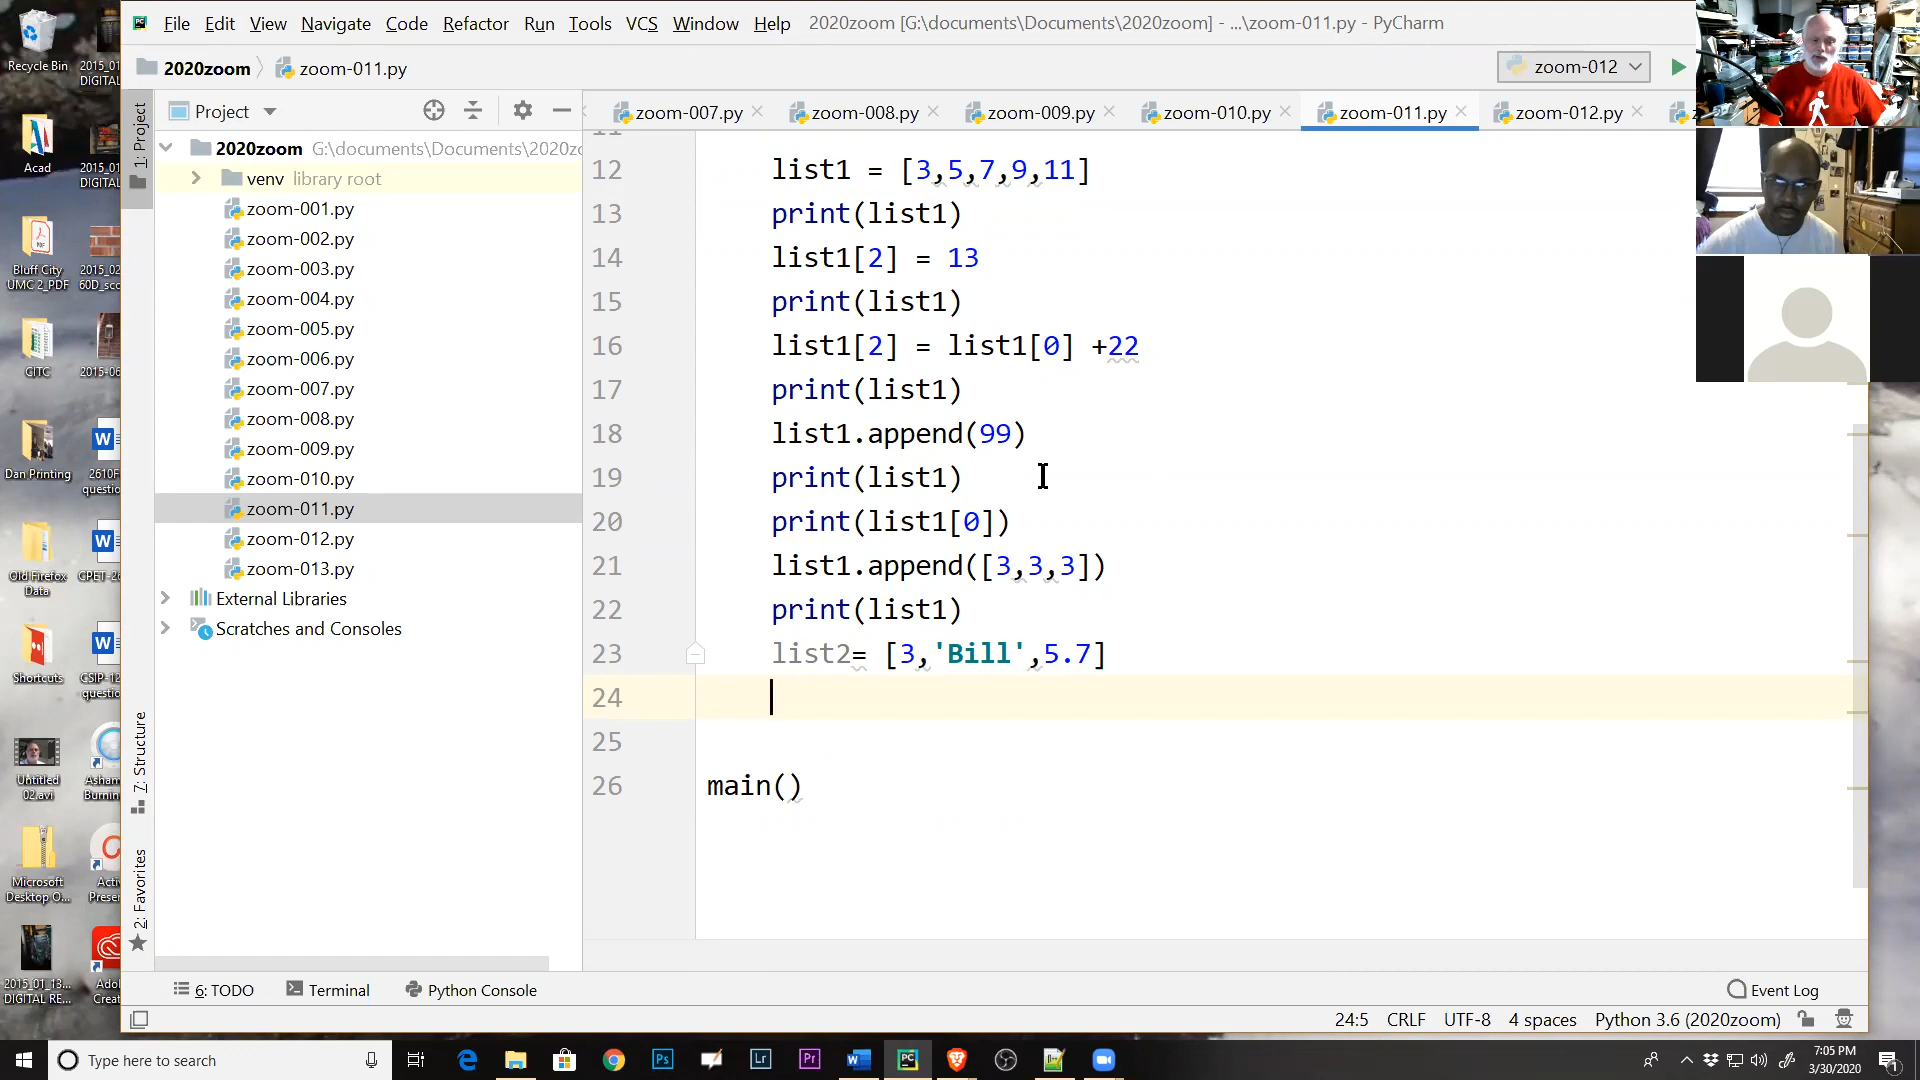 File Edit View Navigate Code Refactor Run Tools VCS Window Help 2020zoom [G:\documents\Documents\2020zoom] - ...\zoom-011.py - PyCharm
2020zoom zoom-011.py
zoom-012
Project
zoom-007.py zoom-008.py zoom-009.py zoom-010.py zoom-011.py zoom-012.py
1: Project
2020zoom G:\documents\Documents\2020zo
venv library root
zoom-001.py
zoom-002.py
zoom-003.py
zoom-004.py
zoom-005.py
zoom-006.py
zoom-007.py
zoom-008.py
zoom-009.py
zoom-010.py
zoom-011.py
zoom-012.py
zoom-013.py
External Libraries
Scratches and Consoles
12 list1 = [3,5,7,9,11]
13 print(list1)
14 list1[2] = 13
15 print(list1)
16 list1[2] = list1[0] +22
17 print(list1)
18 list1.append(99)
19 print(list1)
20 print(list1[0])
21 list1.append([3,3,3])
22 print(list1)
23 list2= [3,'Bill',5.7]
24
25
26 main()
7: Structure
2: Favorites
6: TODO Terminal Python Console Event Log
24:5 CRLF UTF-8 4 spaces Python 3.6 (2020zoom)
Recycle Bin
2015_01
DIGITAL
Acad
2015_01
DIGITAL
Bluff City
UMC 2_PDF
2015_02
60D_sco
CITC
2015-06
Dan Printing
2610F
questio
Old Firefox
Data
CPET-26
Shortcuts
CSIP-12
questio
Untitled
02.avi
Asham
Burnin
Microsoft
Desktop O...
Acti
Prese
2015_01_13...
DIGITAL RE...
Adol
Creat
Type here to search
7:05 PM
3/30/2020